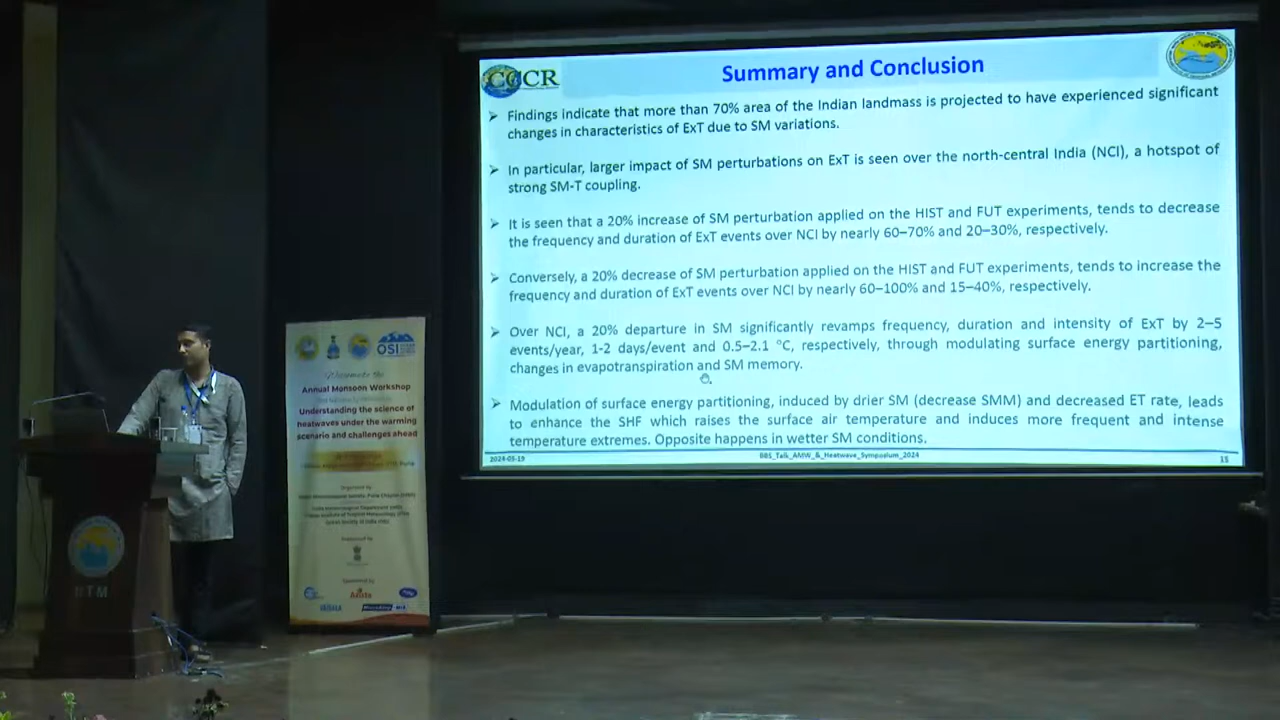 CCCR
Summary and Conclusion
➢ Findings indicate that more than 70% area of the Indian landmass is projected to have experienced significant
changes in characteristics of ExT due to SM variations.
➢ In particular, larger impact of SM perturbations on ExT is seen over the north-central India (NCI), a hotspot of
strong SM-T coupling.
➢ It is seen that a 20% increase of SM perturbation applied on the HIST and FUT experiments, tends to decrease
the frequency and duration of ExT events over NCI by nearly 60–70% and 20–30%, respectively.
➢ Conversely, a 20% decrease of SM perturbation applied on the HIST and FUT experiments, tends to increase the
frequency and duration of ExT events over NCI by nearly 60–100% and 15–40%, respectively.
➢ Over NCI, a 20% departure in SM significantly revamps frequency, duration and intensity of ExT by 2–5
events/year, 1-2 days/event and 0.5–2.1 °C, respectively, through modulating surface energy partitioning,
changes in evapotranspiration and SM memory.
➢ Modulation of surface energy partitioning, induced by drier SM (decrease SMM) and decreased ET rate, leads
to enhance the SHF which raises the surface air temperature and induces more frequent and intense
temperature extremes. Opposite happens in wetter SM conditions.
2024-05-19
BBS_Talk_AMW_&_Heatwave_Symposium_2024
15
OSI
Annual Monsoon Workshop
Understanding the science of
heatwaves under the warming
scenario and challenges ahead
Organized by
Supported by
Sponsored by
IITM